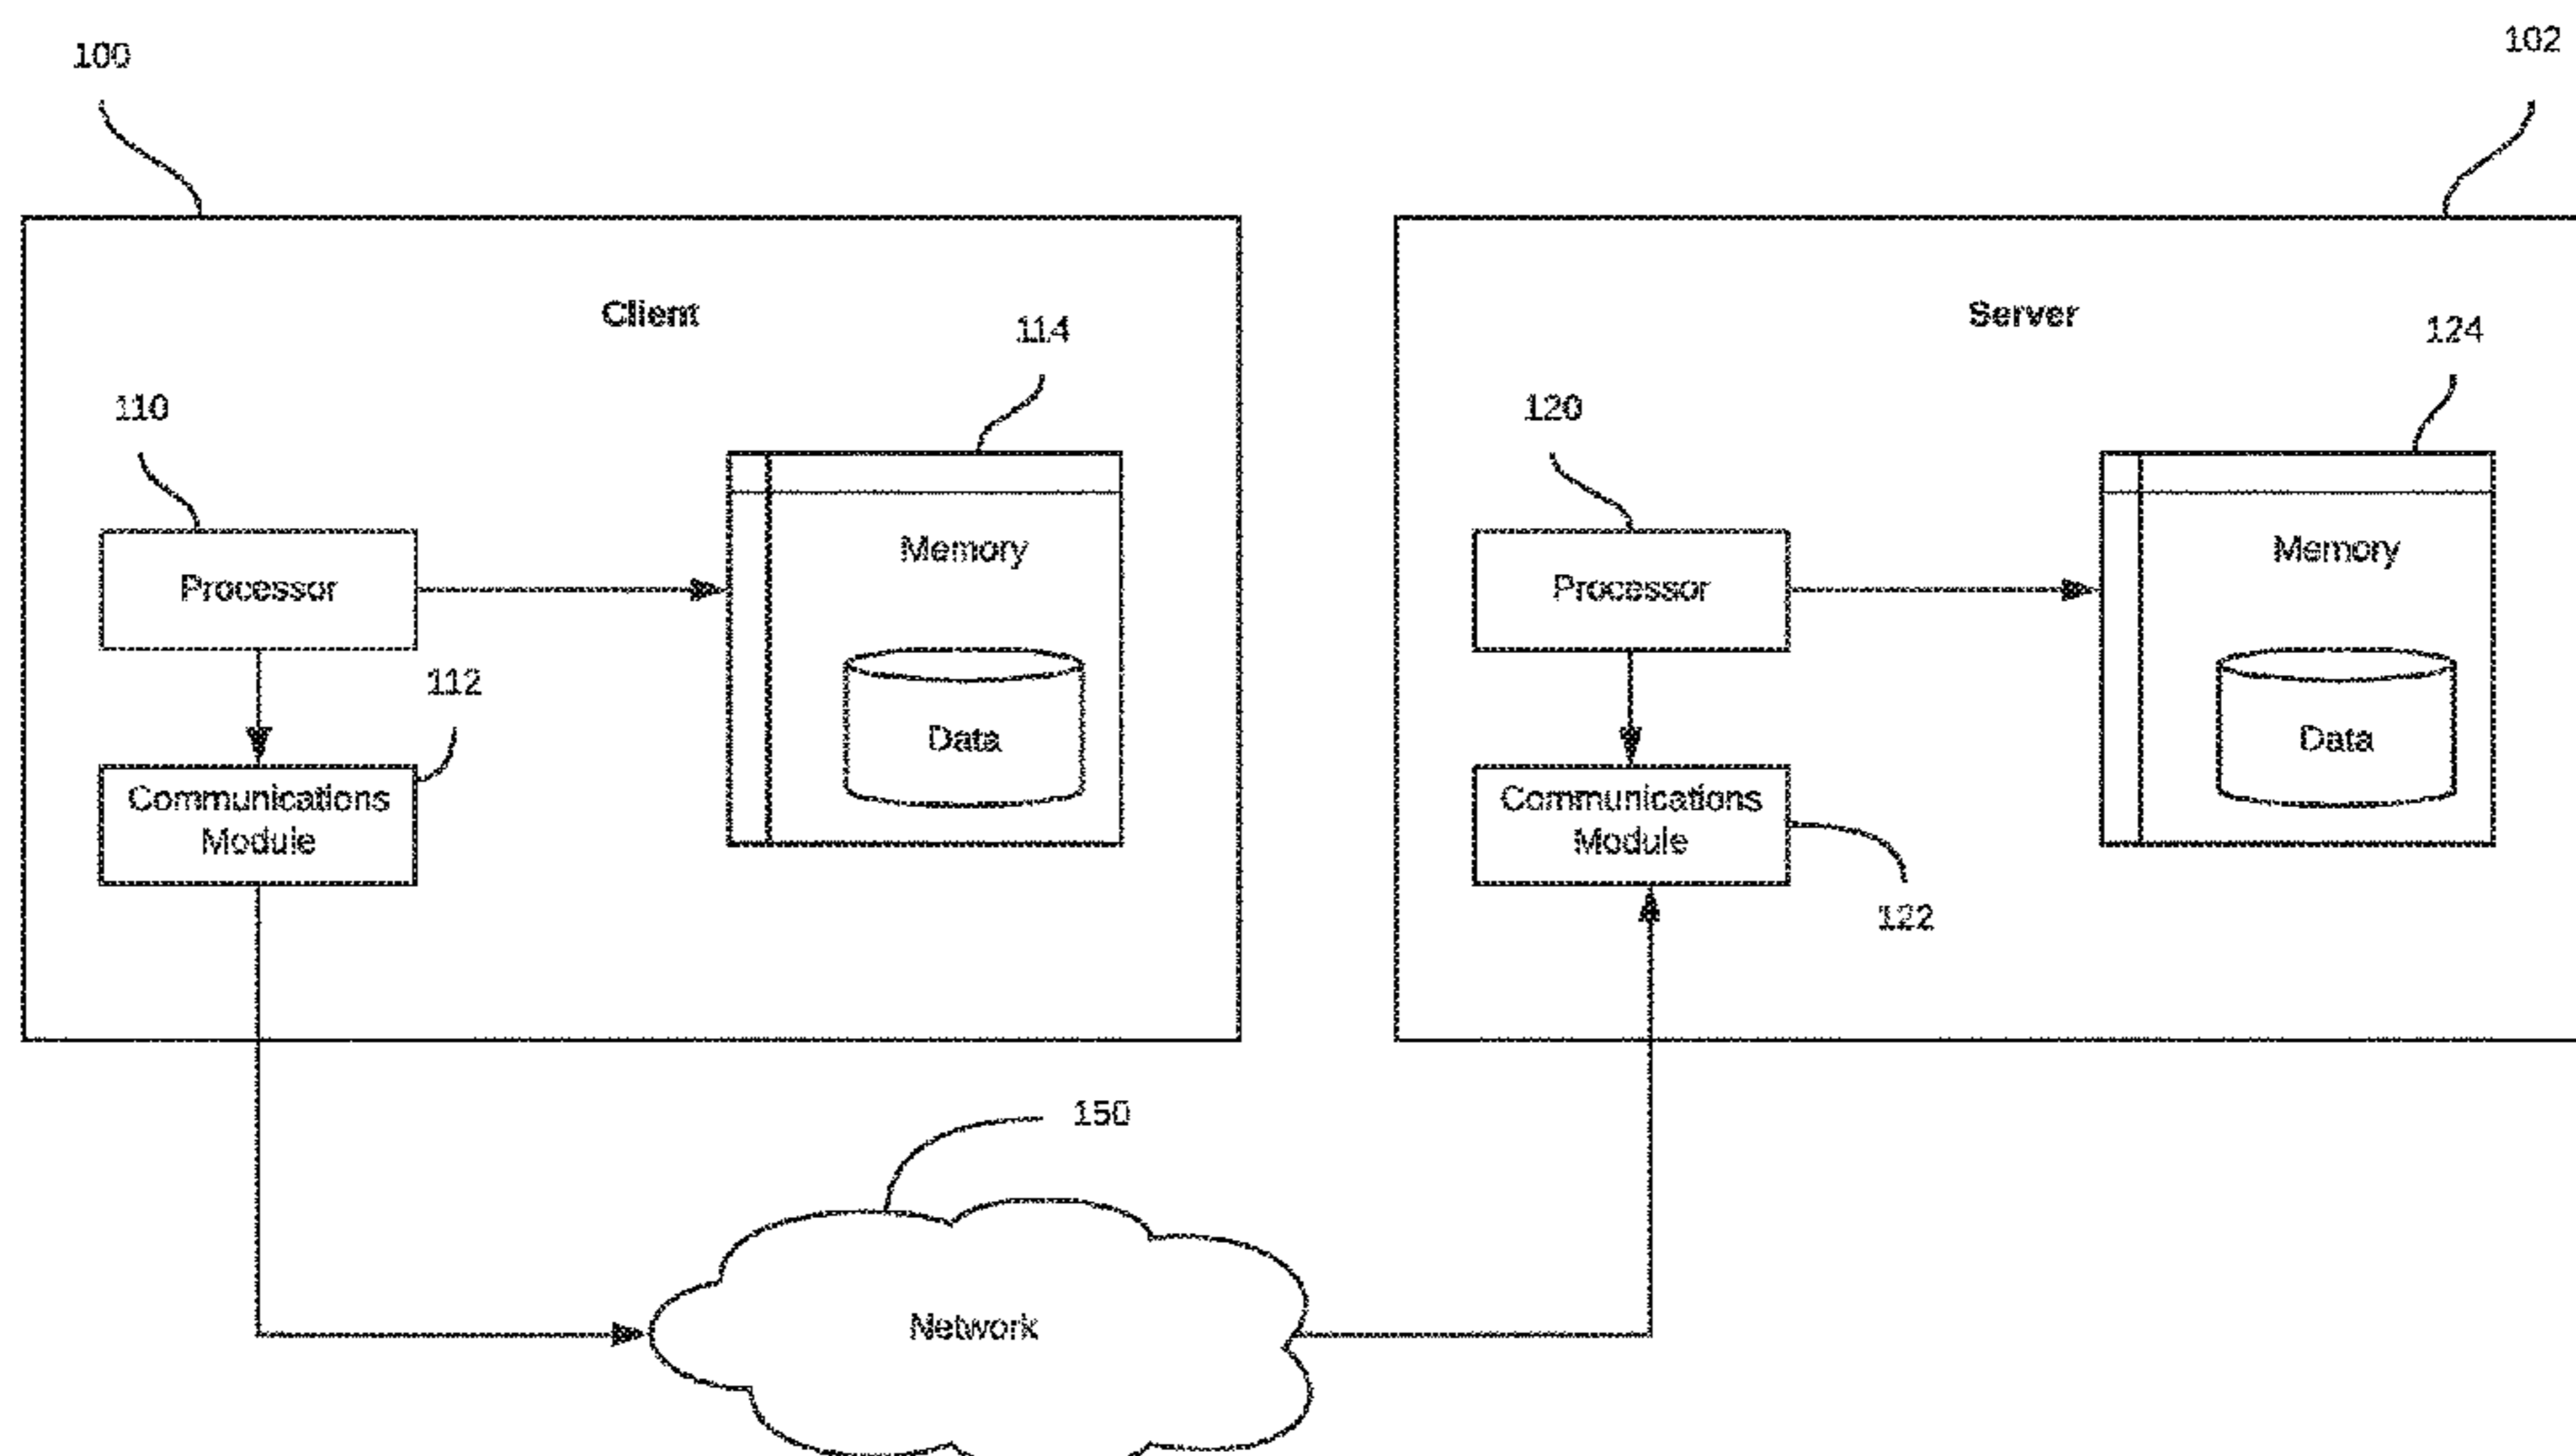 100
102
Client
114
110
Processor
Memory
112
Data
Communications
Module
Server
124
120
Processor
Memory
Data
Communications
Module
122
150
Network